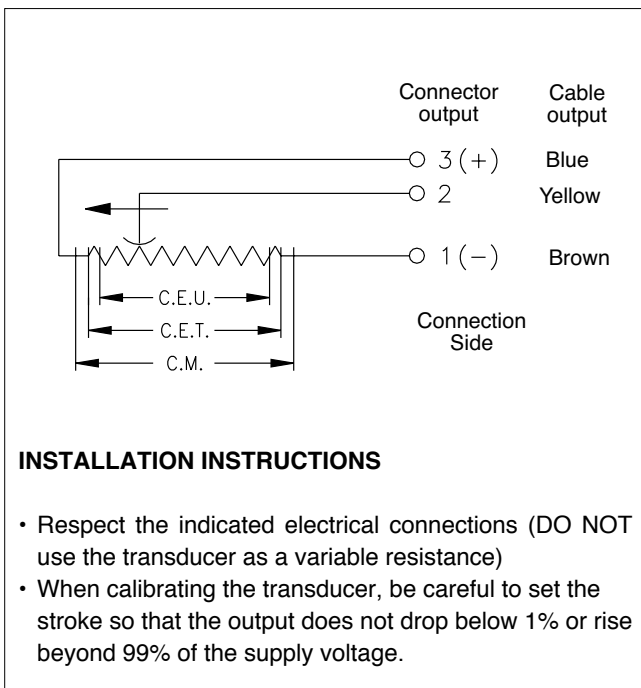 Connector output
Cable output
3(+) Blue
2 Yellow
1(−) Brown
C.E.U.
C.E.T.
C.M.
Connection Side
INSTALLATION INSTRUCTIONS
• Respect the indicated electrical connections (DO NOT
use the transducer as a variable resistance)
• When calibrating the transducer, be careful to set the
stroke so that the output does not drop below 1% or rise
beyond 99% of the supply voltage.